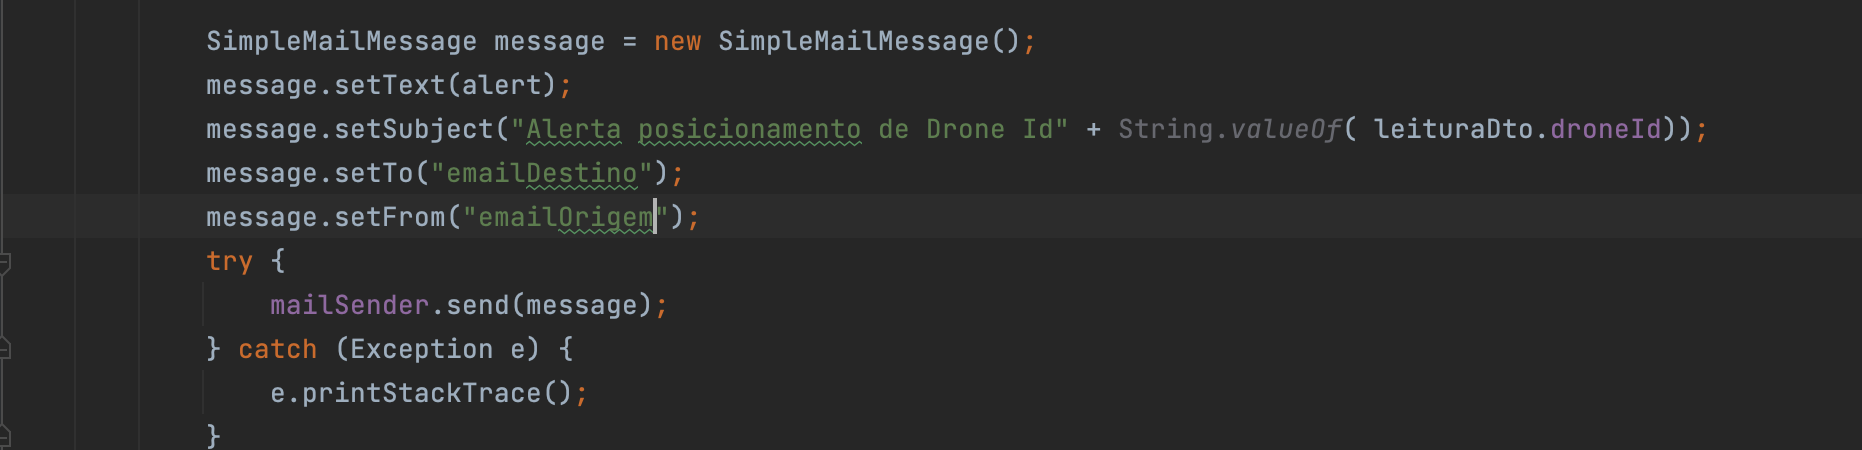 SimpleMailMessage message = new SimpleMailMessage();
message.setText(alert);
message.setSubject("Alerta posicionamento de Drone Id" + String.valueOf( leituraDto.droneId));
message.setTo("emailDestino");
message.setFrom("emailOrigem");
try {
    mailSender.send(message);
} catch (Exception e) {
    e.printStackTrace();
}